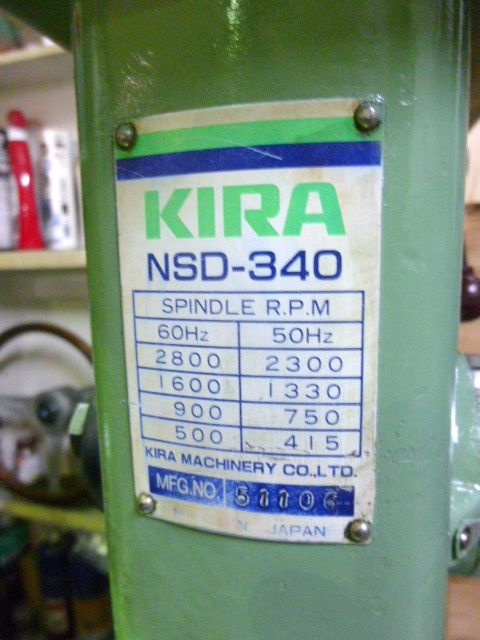 KIRA
NSD-340
SPINDLE R.P.M
60Hz 50Hz
2800 2300
1600 1330
900 750
500 415
KIRA MACHINERY CO.,LTD.
MFG.NO. 51106
JAPAN